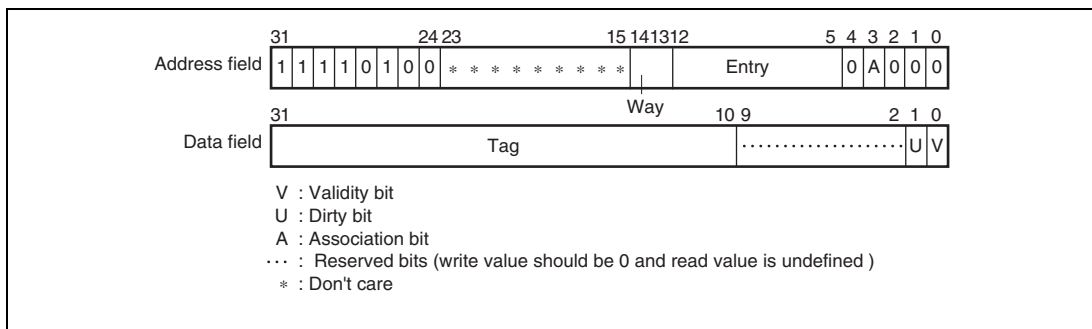 31 24 23 15 14 13 12 5 4 3 2 1 0
Address field 1 1 1 1 0 1 0 0 * * * * * * * * * Entry 0 A 0 0 0
Way
31 10 9 2 1 0
Data field Tag .................... U V
V : Validity bit
U : Dirty bit
A : Association bit
··· : Reserved bits (write value should be 0 and read value is undefined )
* : Don't care